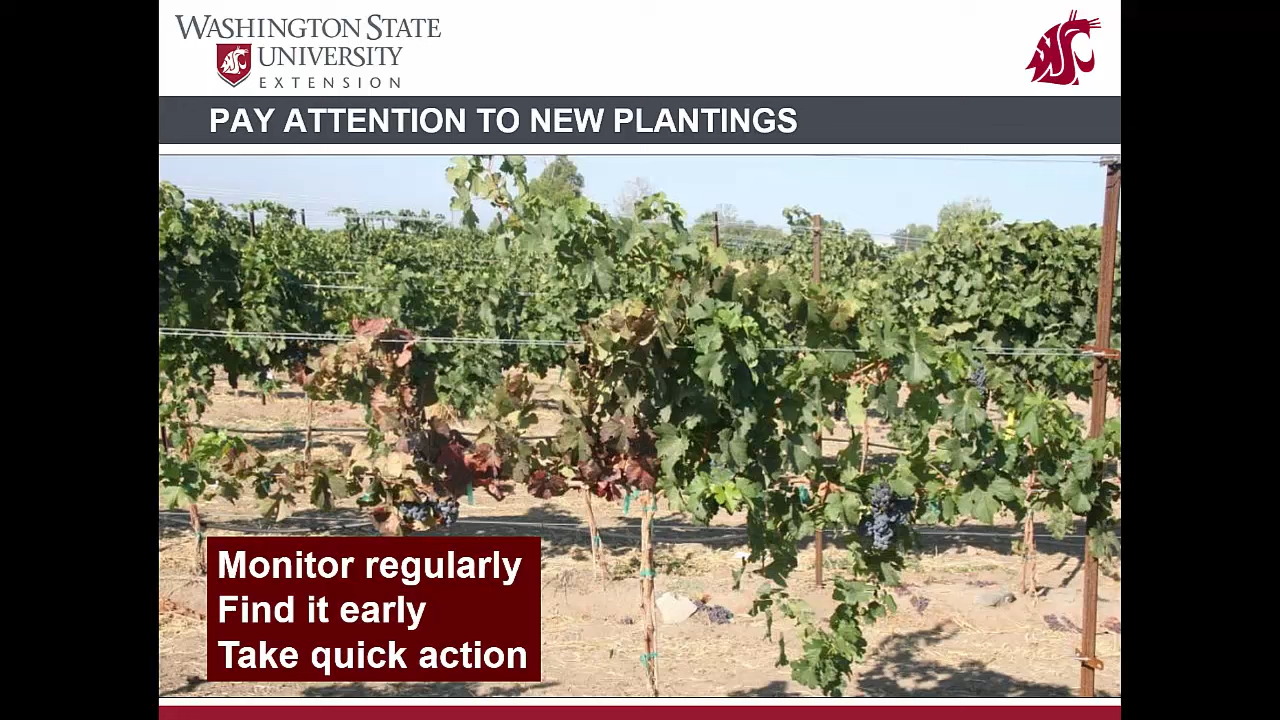 WASHINGTON STATE
UNIVERSITY
EXTENSION
PAY ATTENTION TO NEW PLANTINGS
Monitor regularly
Find it early
Take quick action